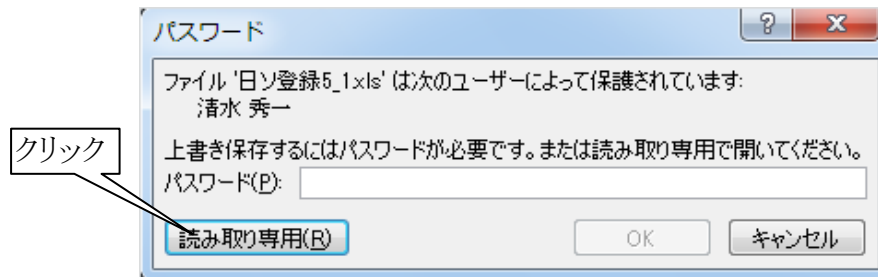 パスワード
ファイル '日ソ登録5_1xls' は次のユーザーによって保護されています:
清水 秀一
クリック
上書き保存するにはパスワードが必要です。または読み取り専用で開いてください。
パスワード(P):
読み取り専用(R) OK キャンセル